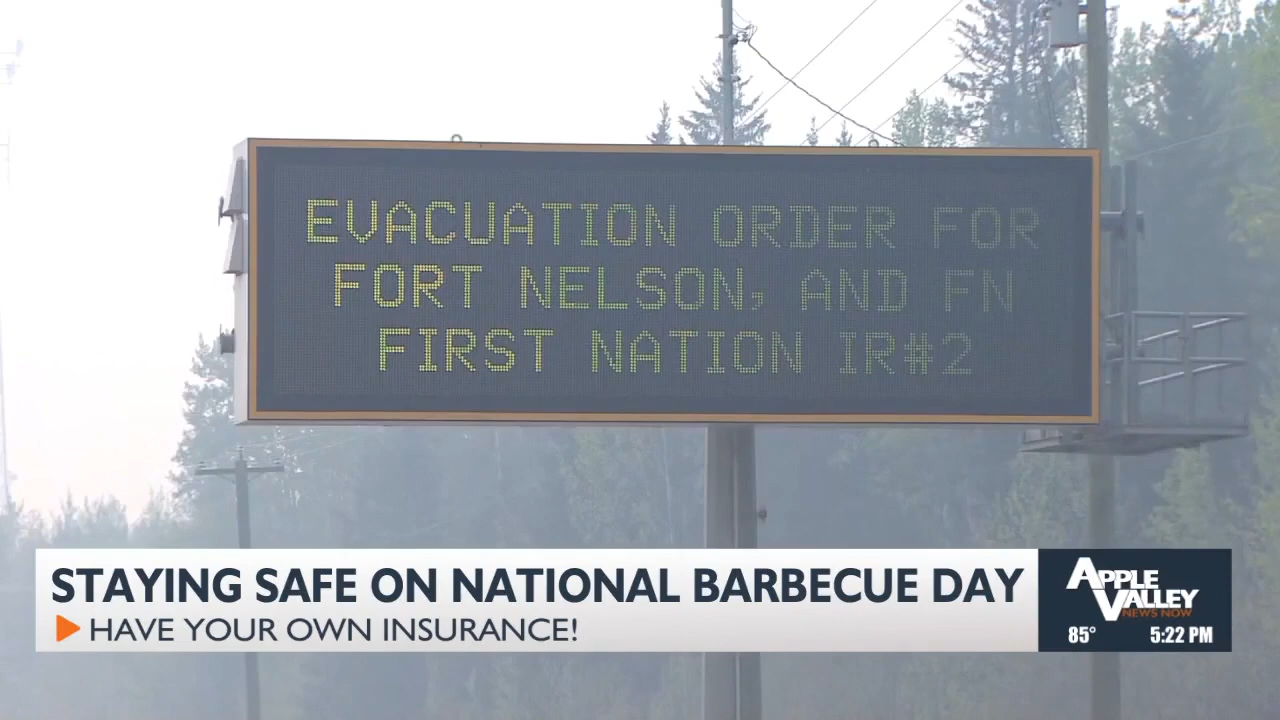 EVACUATION ORDER FOR
FORT NELSON, AND FN
FIRST NATION IR#2
STAYING SAFE ON NATIONAL BARBECUE DAY
HAVE YOUR OWN INSURANCE!
APPLE
VALLEY
NEWS NOW
85° 5:22 PM